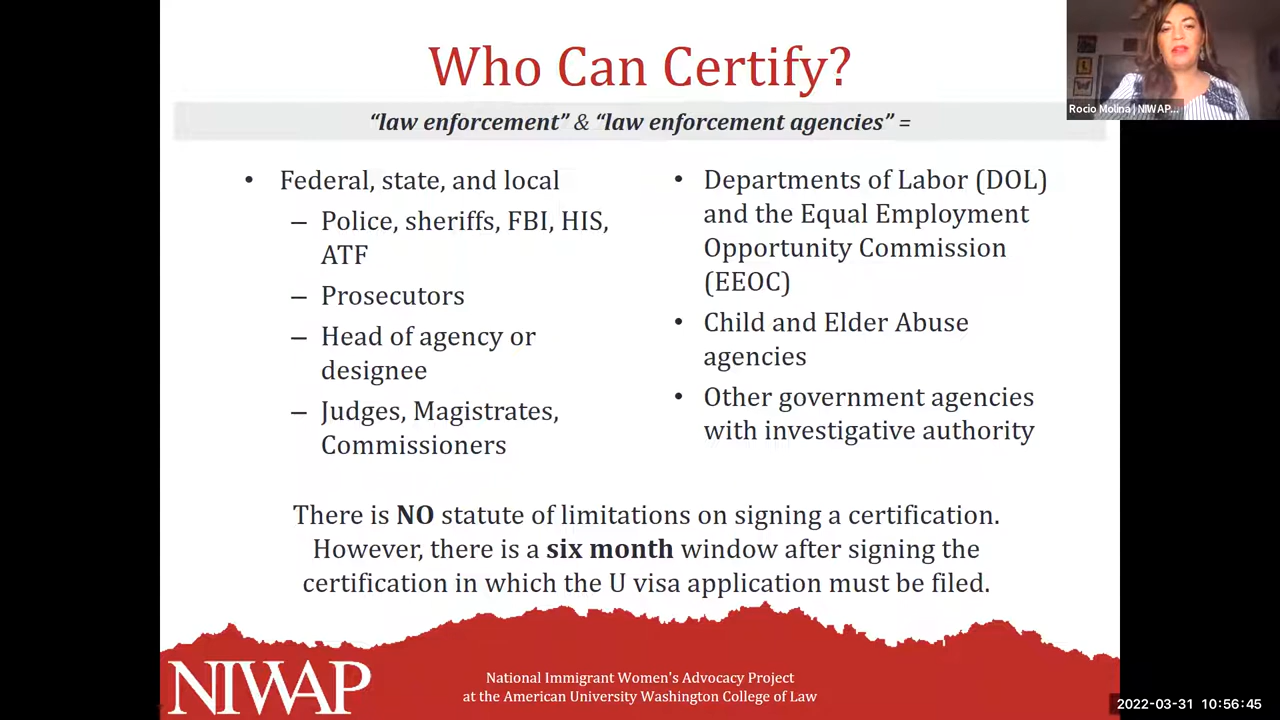 Who Can Certify?
“law enforcement” & “law enforcement agencies” =
• Federal, state, and local
– Police, sheriffs, FBI, HIS,
ATF
– Prosecutors
– Head of agency or
designee
– Judges, Magistrates,
Commissioners
• Departments of Labor (DOL)
and the Equal Employment
Opportunity Commission
(EEOC)
• Child and Elder Abuse
agencies
• Other government agencies
with investigative authority
There is NO statute of limitations on signing a certification.
However, there is a six month window after signing the
certification in which the U visa application must be filed.
NIWAP
National Immigrant Women's Advocacy Project
at the American University Washington College of Law
Rocio Molina | NIWAP...
2022-03-31 10:56:45